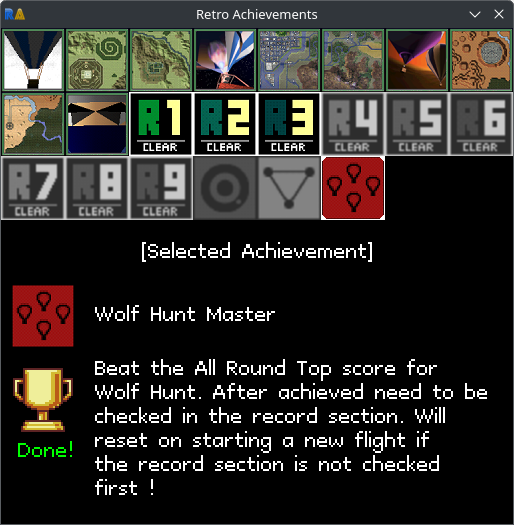 RA Retro Achievements
R1 R2 R3 R4 R5 R6
CLEAR CLEAR CLEAR CLEAR CLEAR CLEAR
R7 R8 R9
CLEAR CLEAR CLEAR
[Selected Achievement]
Wolf Hunt Master
Beat the All Round Top score for
Wolf Hunt. After achieved need to be
checked in the record section. Will
Done! reset on starting a new flight if
the record section is not checked
first !